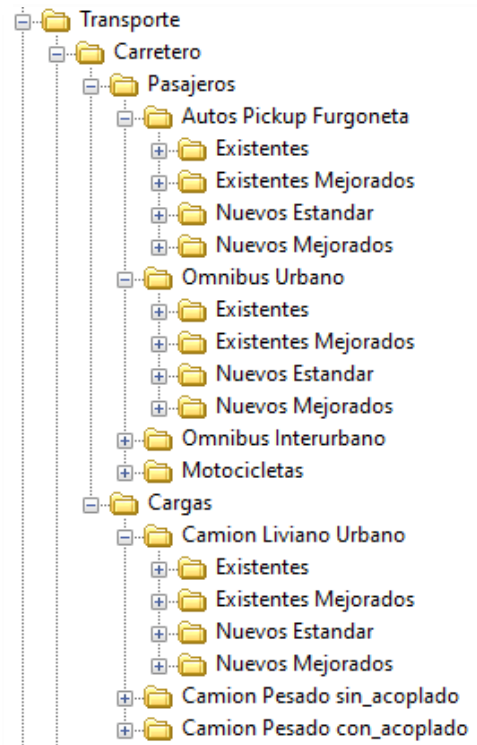 Transporte
Carretero
Pasajeros
Autos Pickup Furgoneta
Existentes
Existentes Mejorados
Nuevos Estandar
Nuevos Mejorados
Omnibus Urbano
Existentes
Existentes Mejorados
Nuevos Estandar
Nuevos Mejorados
Omnibus Interurbano
Motocicletas
Cargas
Camion Liviano Urbano
Existentes
Existentes Mejorados
Nuevos Estandar
Nuevos Mejorados
Camion Pesado sin_acoplado
Camion Pesado con_acoplado